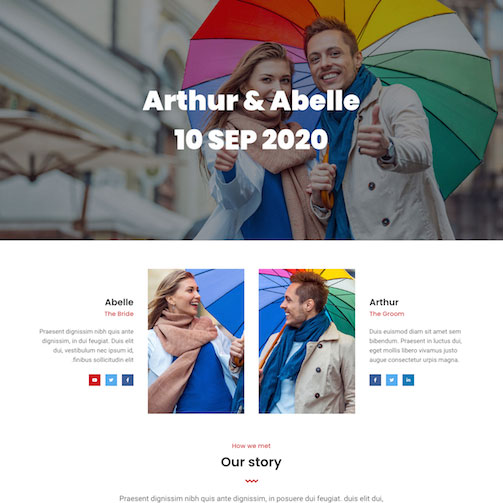 Arthur & Abelle
10 SEP 2020
Abelle
The Bride
Praesent dignissim nibh quis ante
dignissim, in dui feugiat. Duis elit
dui, vestibulum nec ipsum id,
.finibus sollicitudin elit
Arthur
The Groom
Duis euismod diam sit amet sem
bibendum. Praesent in luctus dui,
eget mollis libero vivamus justo
augue consectetur urpis magna.
How we met
Our story
Praesent dignissim nibh quis ante dignissim, in posuere dui feugiat. duis elit dui,